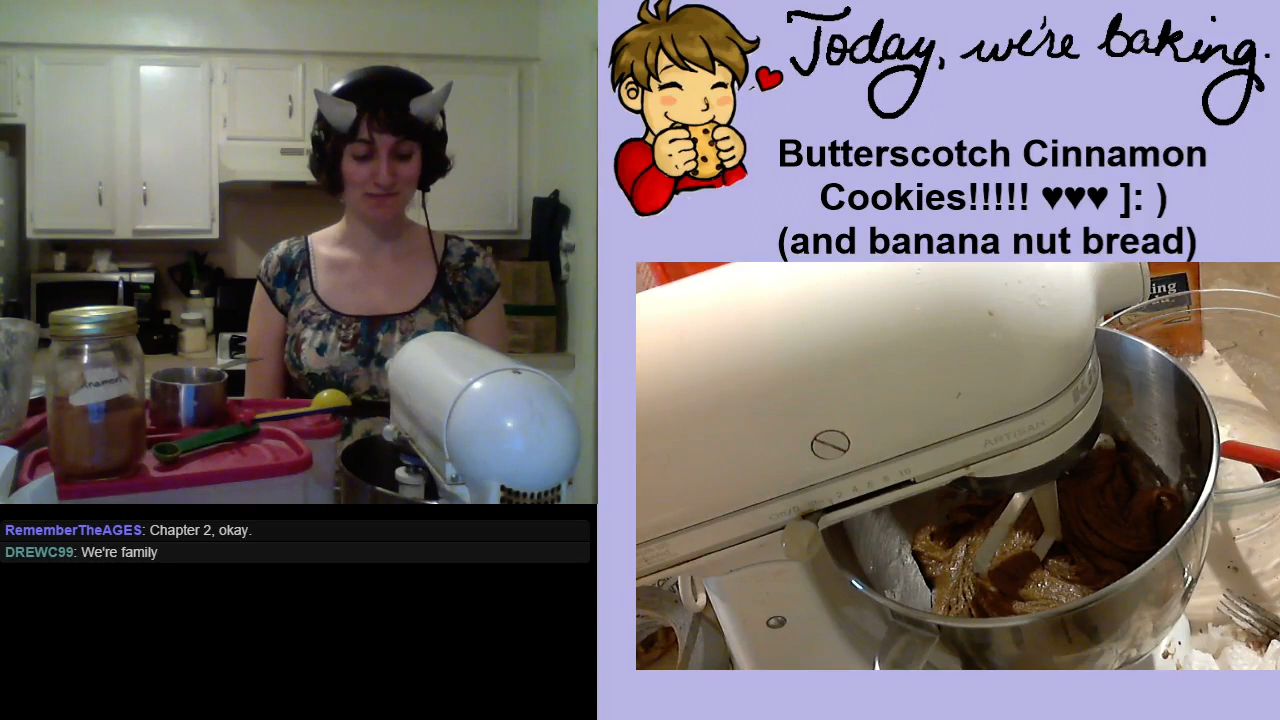 Today, we're baking.
Butterscotch Cinnamon
Cookies!!!!! ♥♥♥ ]: )
(and banana nut bread)
ARTISAN
RememberTheAGES: Chapter 2, okay.
DREWC99: We're family